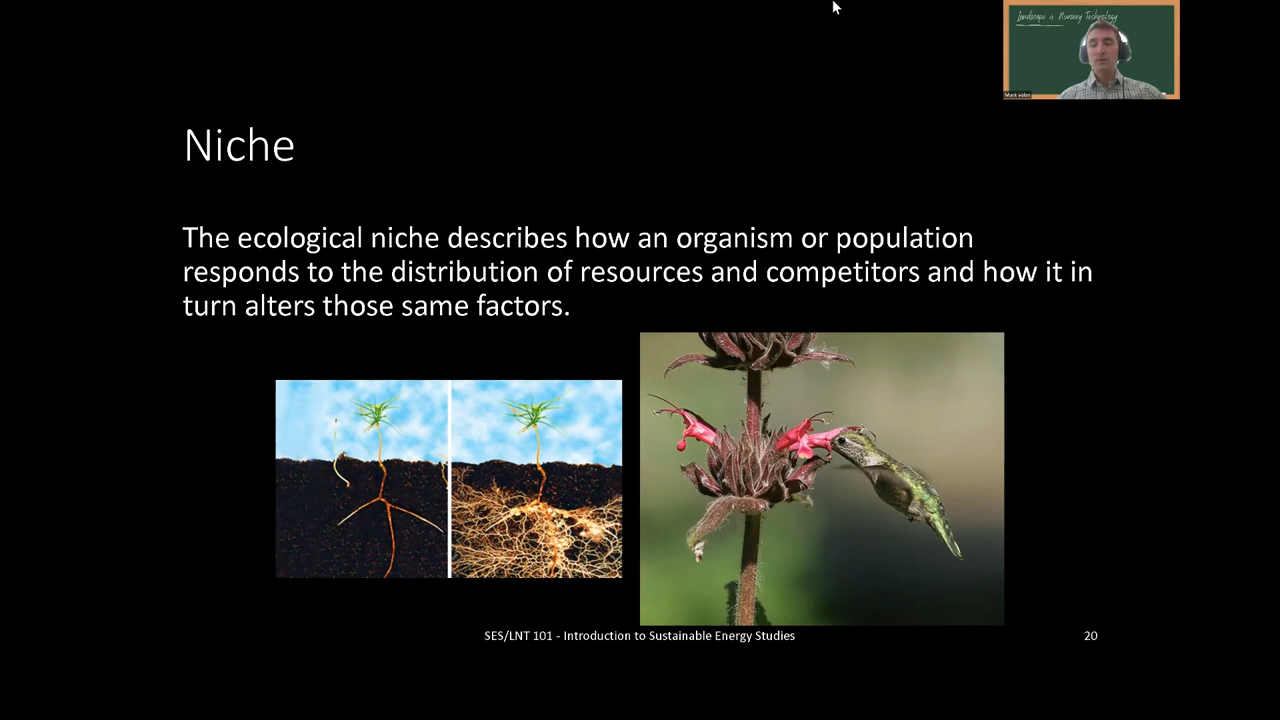 Landscape & Nursery Technology
Niche
The ecological niche describes how an organism or population
responds to the distribution of resources and competitors and how it in
turn alters those same factors.
SES/LNT 101 - Introduction to Sustainable Energy Studies
20